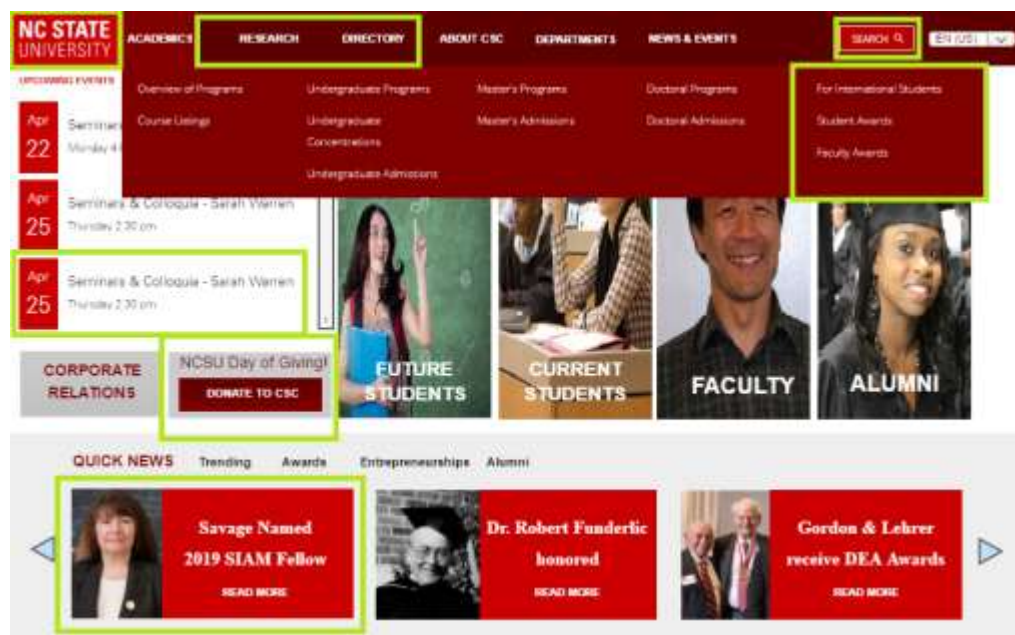 NC STATE
UNIVERSITY
ACADEMICS RESEARCH DIRECTORY ABOUT CSC DEPARTMENTS NEWS & EVENTS SEARCH EN (US)
UPCOMING EVENTS
Overview of Programs Undergraduate Programs Master's Programs Doctoral Programs For International Students
Course Listings Undergraduate Concentrations Master's Admissions Doctoral Admissions Student Awards
Undergraduate Admissions Faculty Awards
Apr 22
Seminars
Monday 4
Apr 25
Seminars & Colloquia - Sarah Warren
Thursday 2:30 pm
Apr 25
Seminars & Colloquia - Sarah Warren
Thursday 2:30 pm
CORPORATE
RELATIONS
NCSU Day of Giving!
DONATE TO CSC
FUTURE
STUDENTS
CURRENT
STUDENTS
FACULTY
ALUMNI
QUICK NEWS Trending Awards Entrepreneurships Alumni
Savage Named
2019 SIAM Fellow
READ MORE
Dr. Robert Funderlic
honored
READ MORE
Gordon & Lehrer
receive DEA Awards
READ MORE